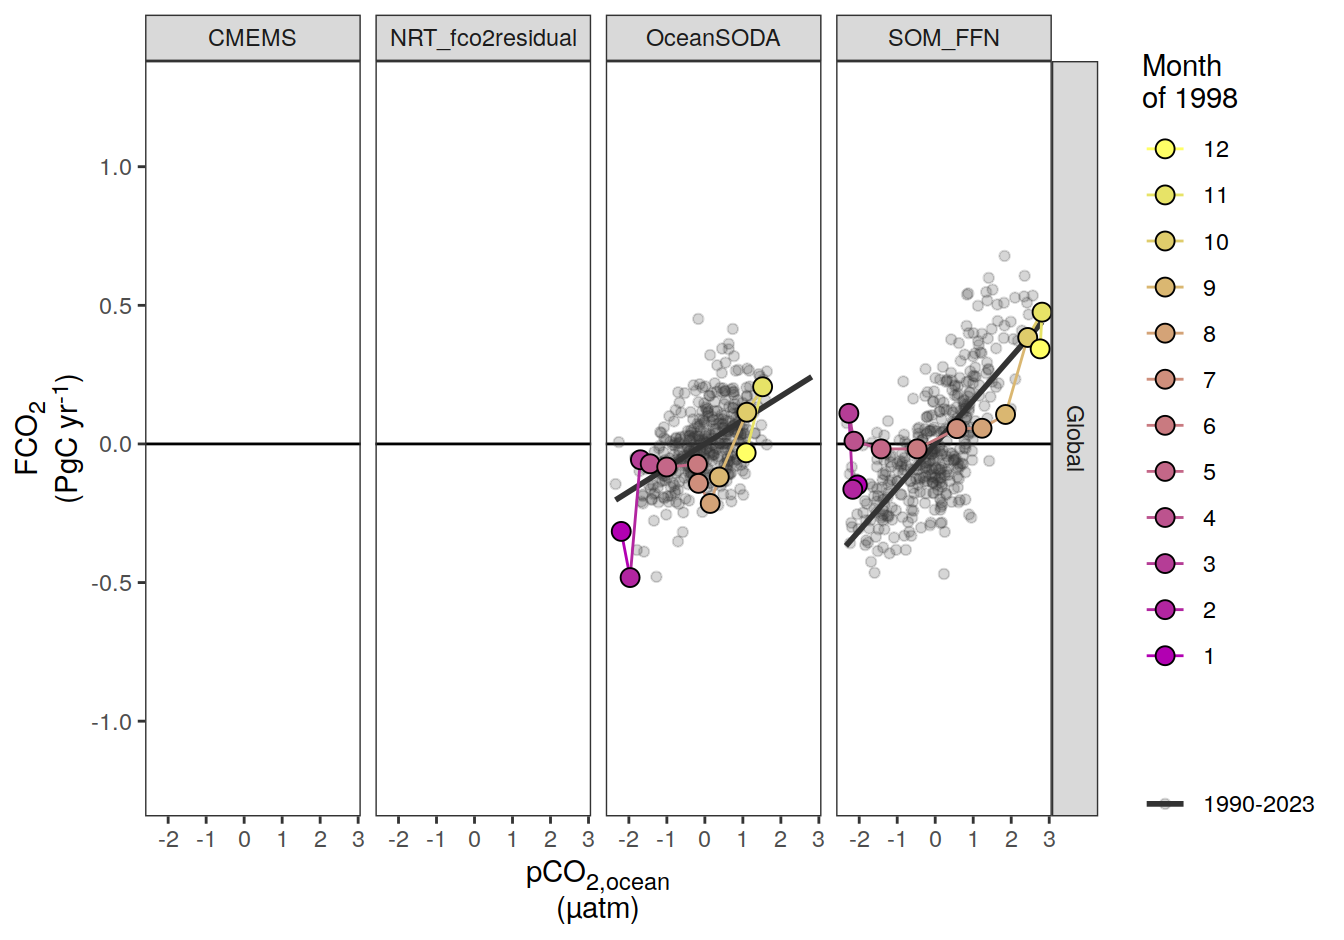 CMEMS NRT_fco2residual OceanSODA SOM_FFN
Global
FCO2
(PgC yr-1)
1.0
0.5
0.0
-0.5
-1.0
-2 -1 0 1 2 3 -2 -1 0 1 2 3 -2 -1 0 1 2 3 -2 -1 0 1 2 3
pCO2,ocean
(µatm)
Month
of 1998
12
11
10
9
8
7
6
5
4
3
2
1
1990-2023